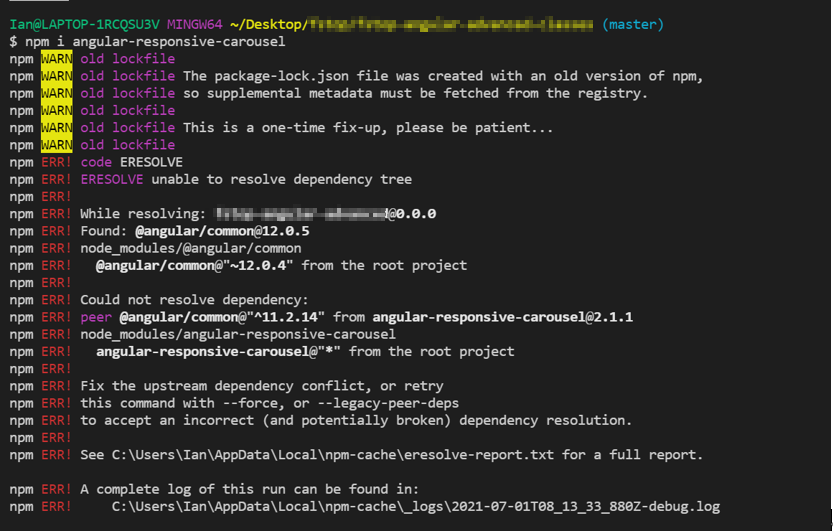 Ian@LAPTOP-1RCQSU3V MINGW64 ~/Desktop/ (master)
$ npm i angular-responsive-carousel
npm WARN old lockfile
npm WARN old lockfile The package-lock.json file was created with an old version of npm,
npm WARN old lockfile so supplemental metadata must be fetched from the registry.
npm WARN old lockfile
npm WARN old lockfile This is a one-time fix-up, please be patient...
npm WARN old lockfile
npm ERR! code ERESOLVE
npm ERR! ERESOLVE unable to resolve dependency tree
npm ERR!
npm ERR! While resolving: @0.0.0
npm ERR! Found: @angular/common@12.0.5
npm ERR! node_modules/@angular/common
npm ERR!   @angular/common@"~12.0.4" from the root project
npm ERR!
npm ERR! Could not resolve dependency:
npm ERR! peer @angular/common@"^11.2.14" from angular-responsive-carousel@2.1.1
npm ERR! node_modules/angular-responsive-carousel
npm ERR!   angular-responsive-carousel@"*" from the root project
npm ERR!
npm ERR! Fix the upstream dependency conflict, or retry
npm ERR! this command with --force, or --legacy-peer-deps
npm ERR! to accept an incorrect (and potentially broken) dependency resolution.
npm ERR!
npm ERR! See C:\Users\Ian\AppData\Local\npm-cache\eresolve-report.txt for a full report.
npm ERR! A complete log of this run can be found in:
npm ERR!     C:\Users\Ian\AppData\Local\npm-cache\_logs\2021-07-01T08_13_33_880Z-debug.log